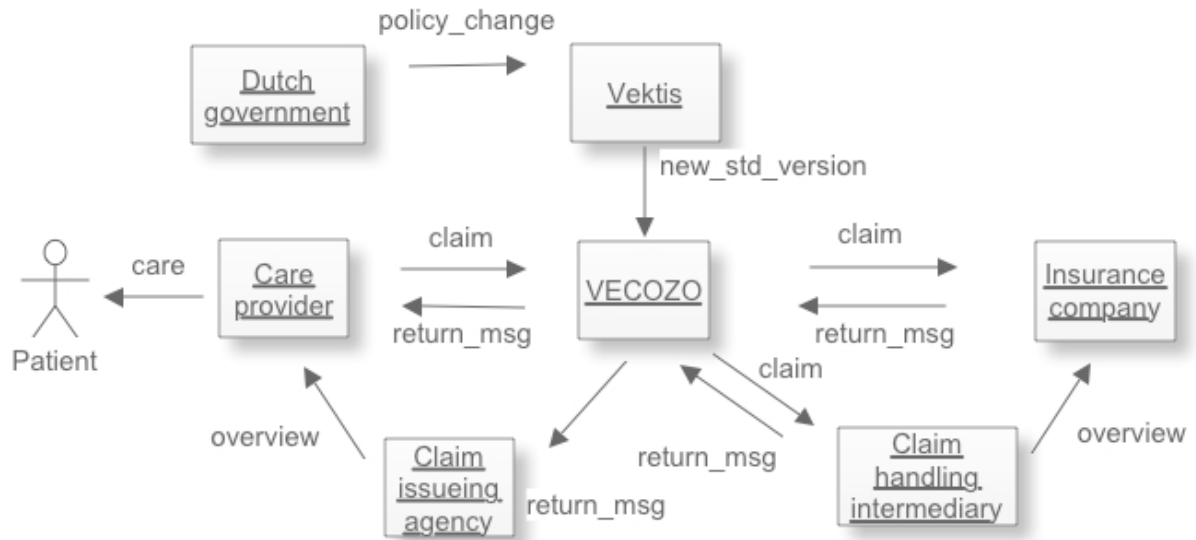 policy_change
Dutch
government
Vektis
new_std_version
care
Patient
Care
provider
claim
return_msg
VECOZO
claim
return_msg
Insurance
company
claim
return_msg
overview
Claim
issueing
agency
return_msg
Claim
handling
intermediary
overview